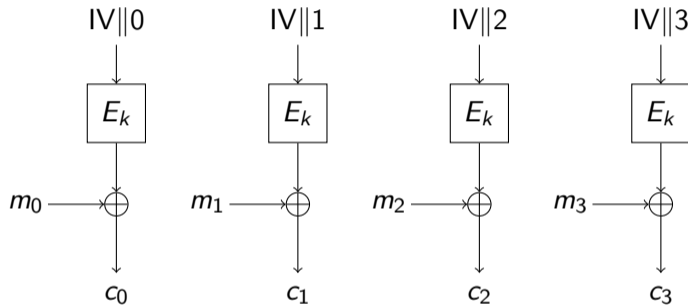 IV‖0 IV‖1 IV‖2 IV‖3
E_k E_k E_k E_k
m_0 m_1 m_2 m_3
c_0 c_1 c_2 c_3